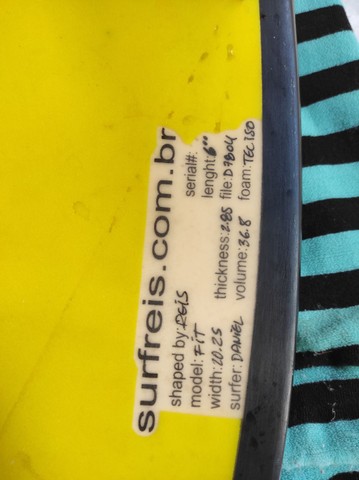 surfreis.com.br
shaped by: REIS serial#:
model: FiT lenght: 6''
width: 20.25 thickness: 2.85 file: D7804
surfer: DANIEL volume: 36.8 foam: TEC ISO